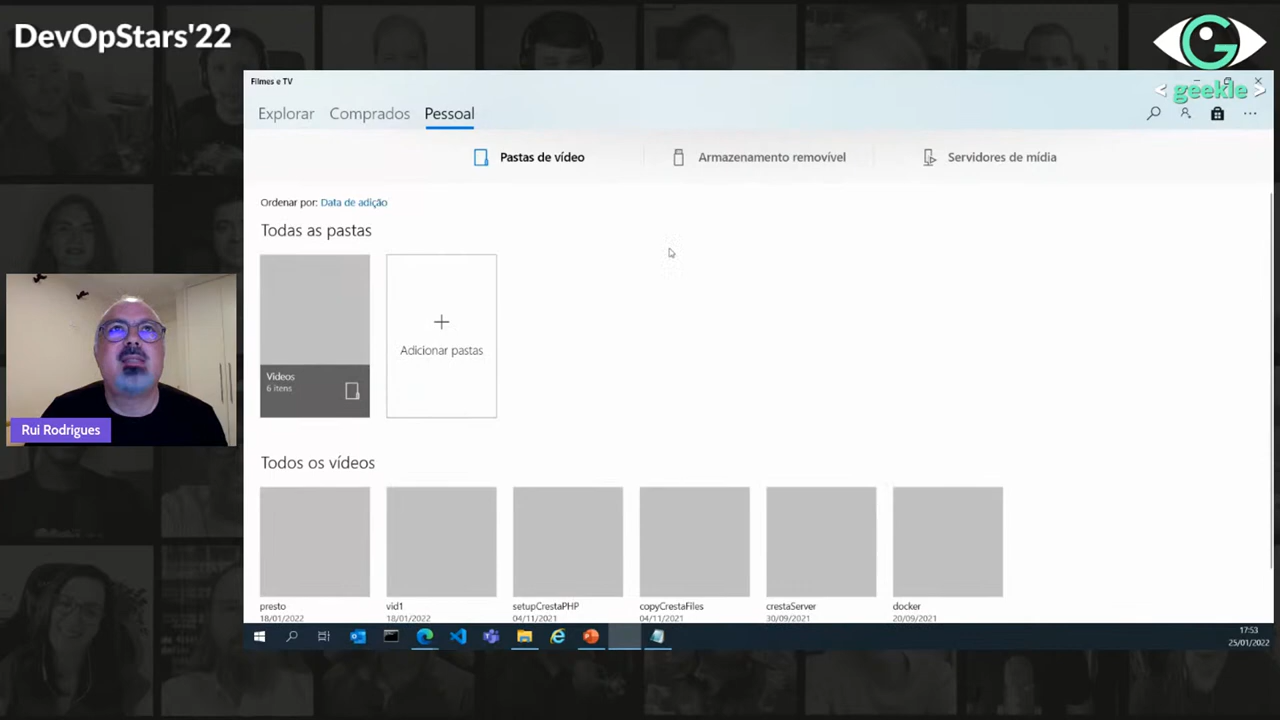 DevOpStars'22
< geekle >
Filmes e TV
Explorar Comprados Pessoal
Pastas de vídeo Armazenamento removível Servidores de mídia
Ordenar por: Data de adição
Todas as pastas
Videos
6 itens
Adicionar pastas
Rui Rodrigues
Todos os vídeos
presto vid1 setupCrestaPHP copyCrestaFiles crestaServer docker
18/01/2022 18/01/2022 04/11/2021 04/11/2021 30/09/2021 20/09/2021
17:53
25/01/2022